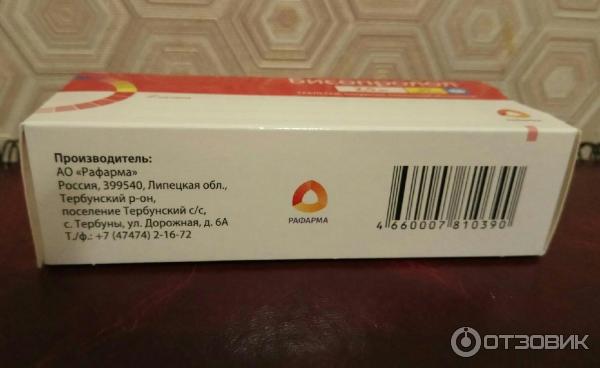 Бисопролол
Производитель:
АО «Рафарма»
Россия, 399540, Липецкая обл.,
Тербунский р-он,
поселение Тербунский с/с,
с. Тербуны, ул. Дорожная, д. 6А
Т./ф.: +7 (47474) 2-16-72
РАФАРМА
4 660007 810390
ОТЗОВИК